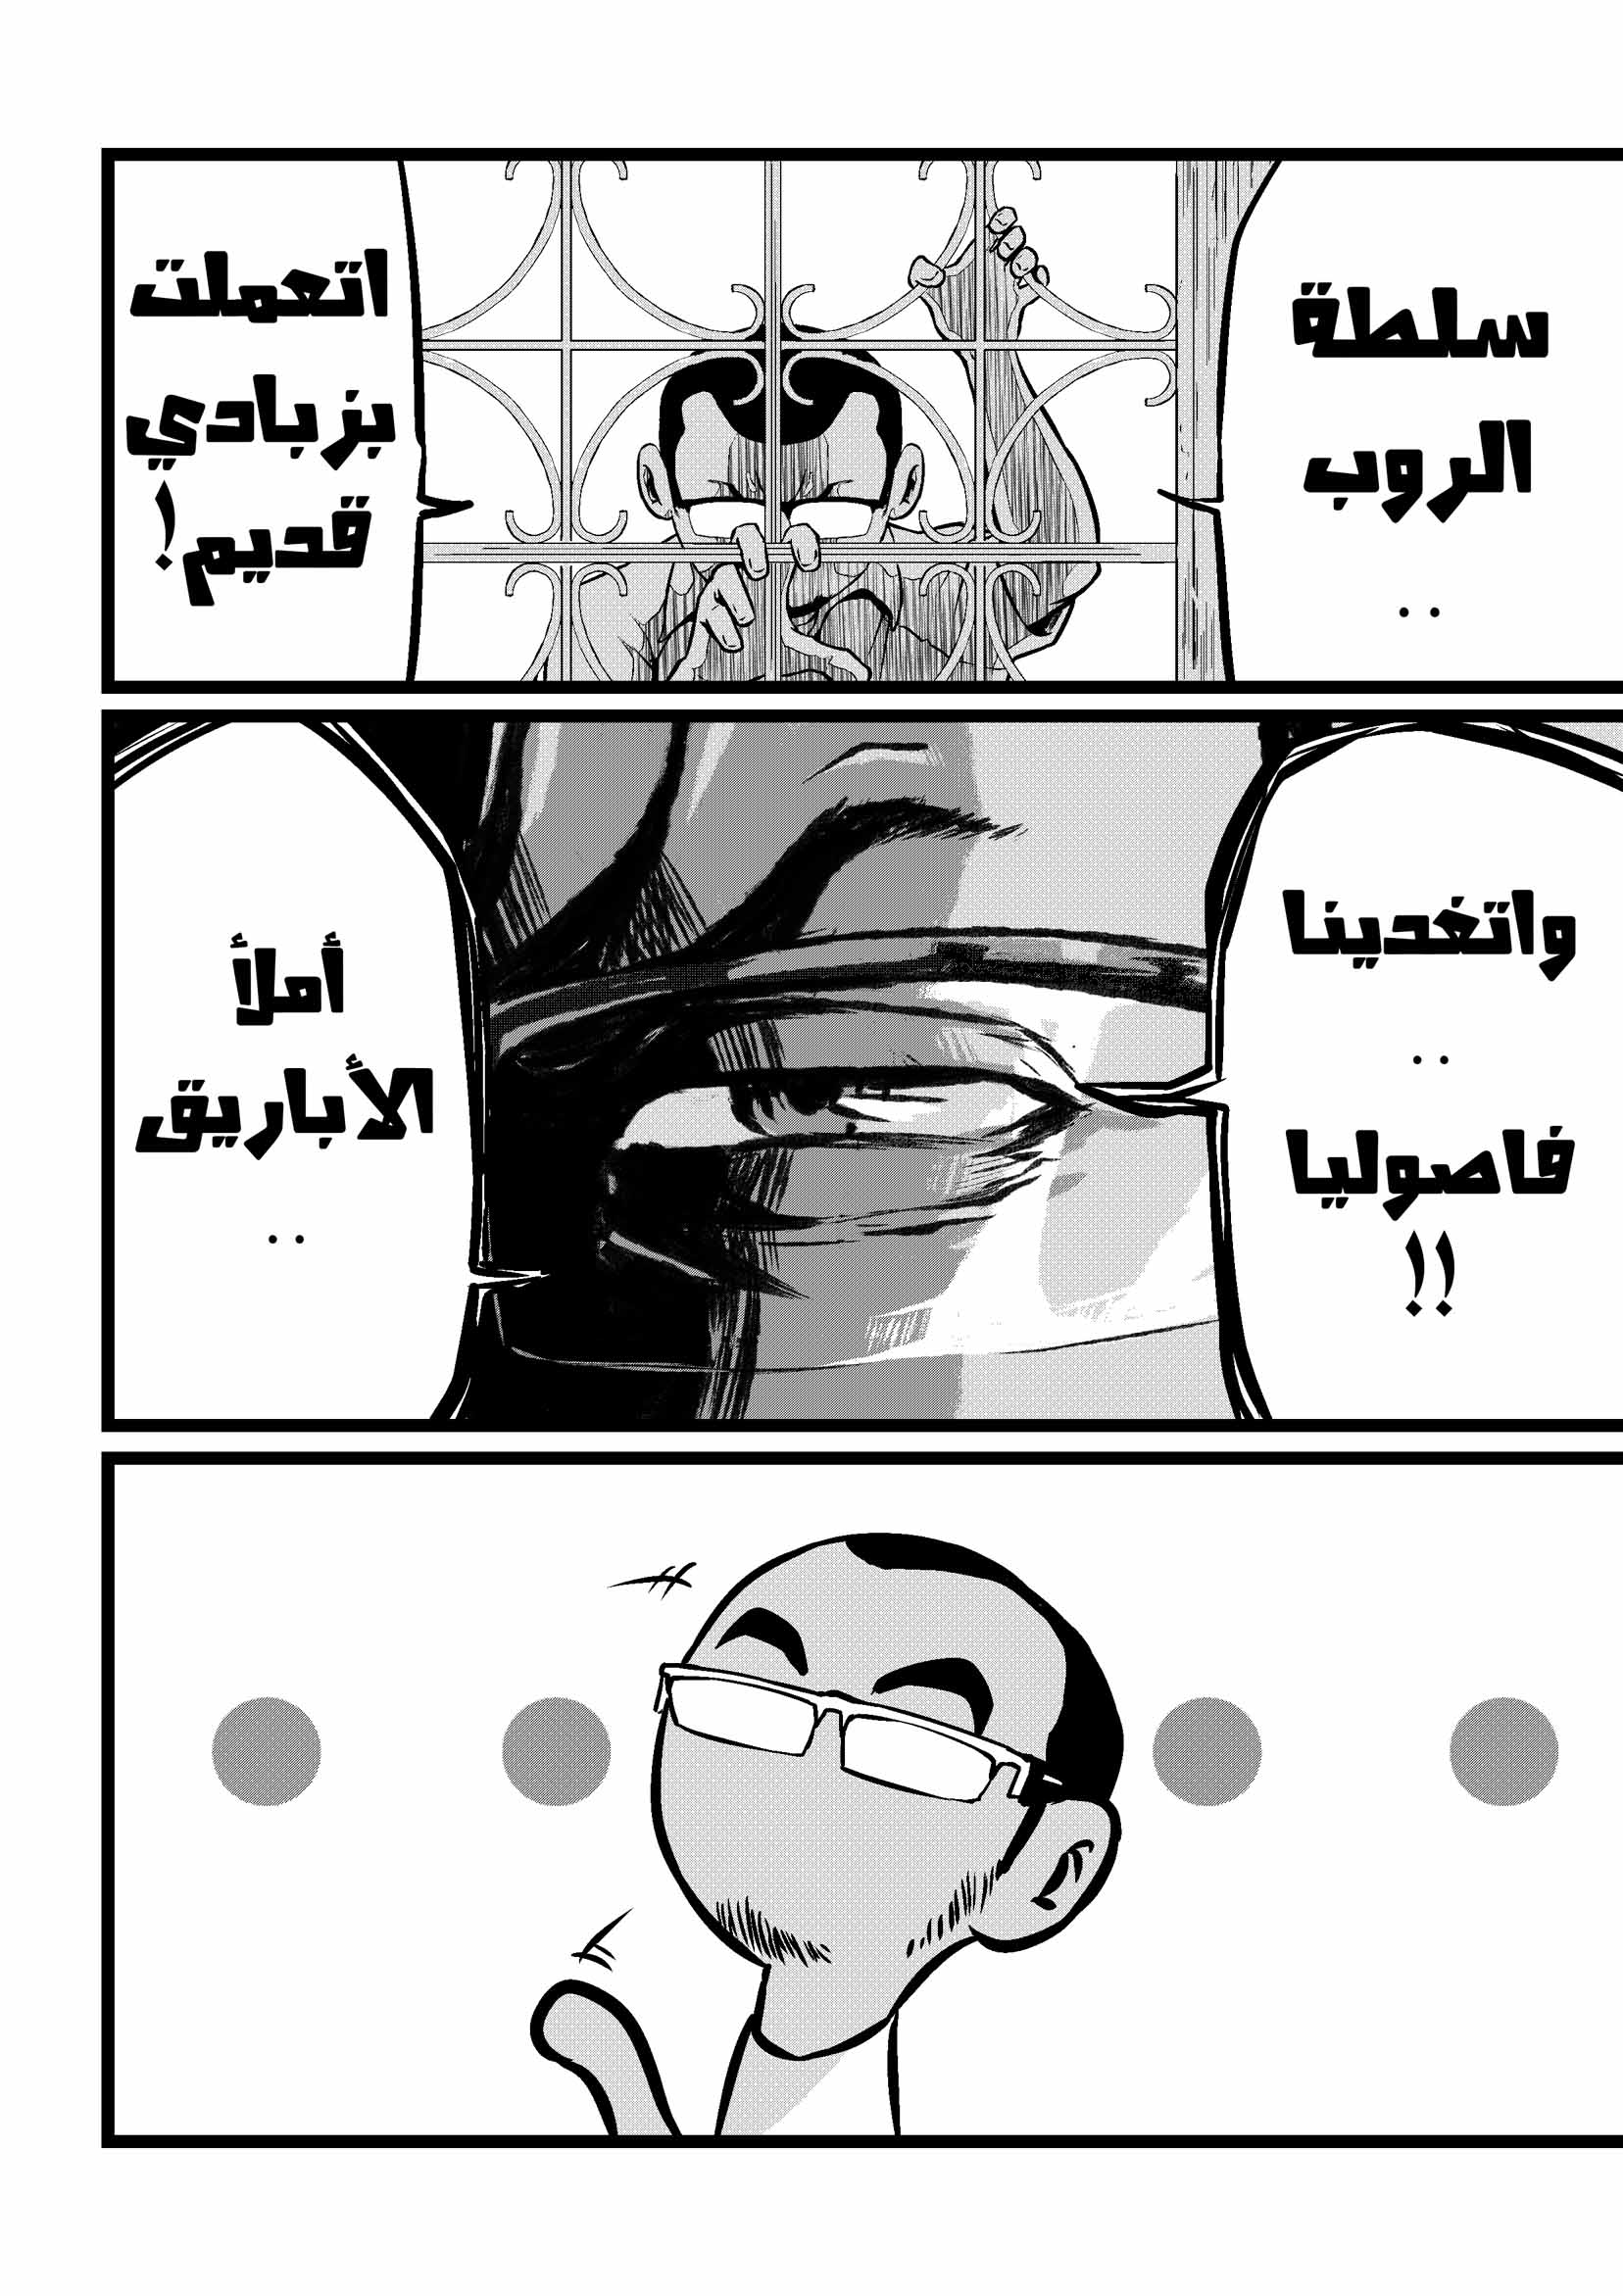 سلطة
الروب
..
اتعملت
بزبادي
قديم!
واتغدينا
..
فاصوليا
!!
أملأ
الأباريق
..